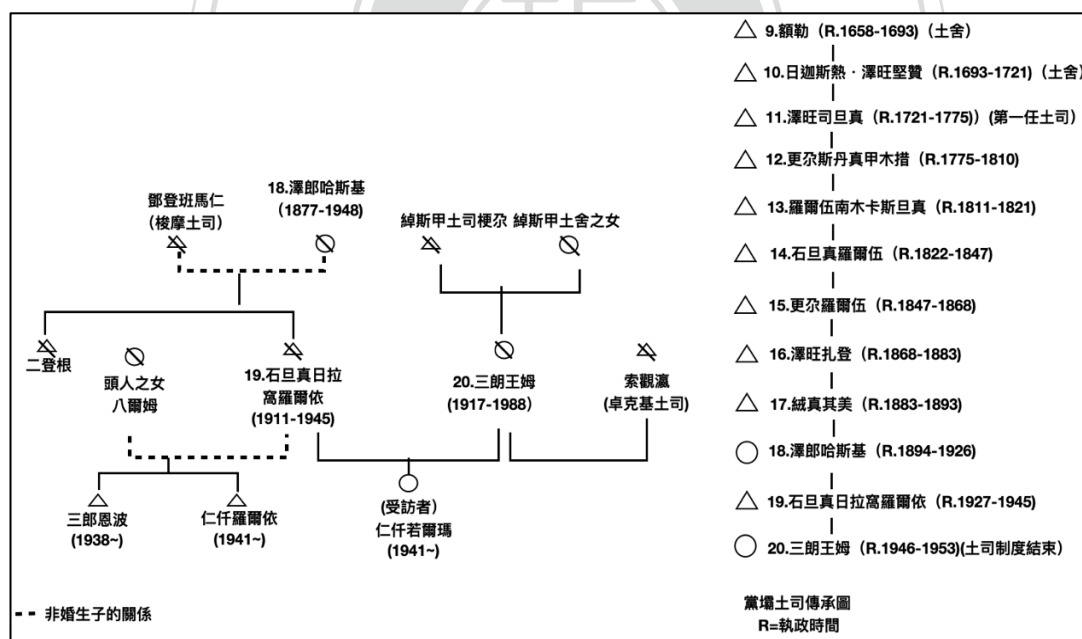 9.額勒（R.1658-1693）（土舍）
10.日迦斯熱．澤旺堅贊（R.1693-1721）（土舍）
11.澤旺司旦真（R.1721-1775））(第一任土司）
12.更尕斯丹真甲木措（R.1775-1810）
13.羅爾伍南木卡斯旦真（R.1811-1821）
14.石旦真羅爾伍（R.1822-1847）
15.更尕羅爾伍（R.1847-1868）
16.澤旺扎登（R.1868-1883）
17.絨真其美（R.1883-1893）
18.澤郎哈斯基（R.1894-1926）
19.石旦真日拉窩羅爾依（R.1927-1945）
20.三朗王姆（R.1946-1953)(土司制度結束）
黨壩土司傳承圖
R=執政時間
鄧登班馬仁
(梭摩土司）
18.澤郎哈斯基
（1877-1948）
綽斯甲土司梗尕
綽斯甲土舍之女
二登根
頭人之女
八爾姆
19.石旦真日拉
窩羅爾依
(1911-1945)
20.三朗王姆
(1917-1988）
索觀瀛
(卓克基土司)
三郎恩波
(1938~)
仁仟羅爾依
(1941~)
(受訪者）
仁仟若爾瑪
(1941~)
非婚生子的關係